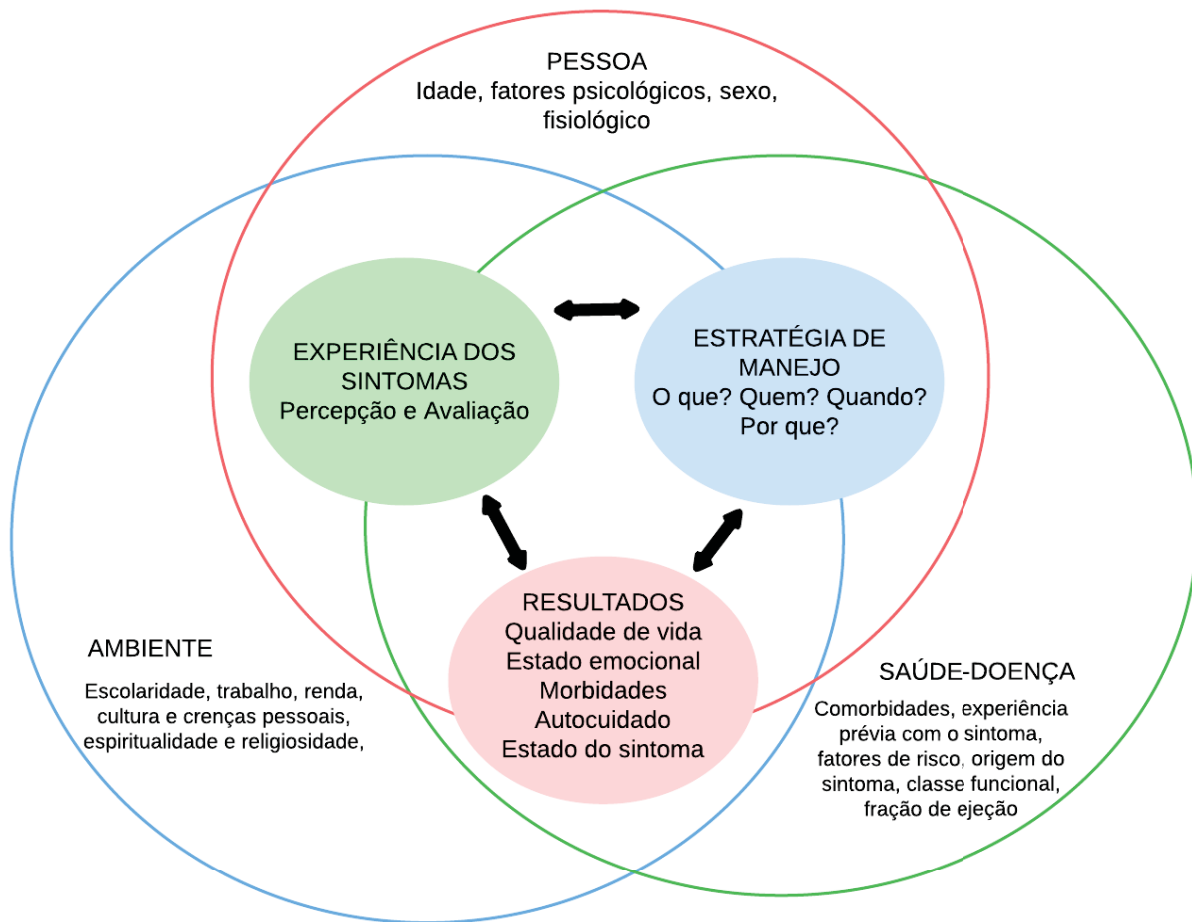 PESSOA
Idade, fatores psicológicos, sexo,
fisiológico
EXPERIÊNCIA DOS
SINTOMAS
Percepção e Avaliação
ESTRATÉGIA DE
MANEJO
O que? Quem? Quando?
Por que?
RESULTADOS
Qualidade de vida
Estado emocional
Morbidades
Autocuidado
Estado do sintoma
AMBIENTE
Escolaridade, trabalho, renda,
cultura e crenças pessoais,
espiritualidade e religiosidade,
SAÚDE-DOENÇA
Comorbidades, experiência
prévia com o sintoma,
fatores de risco, origem do
sintoma, classe funcional,
fração de ejeção